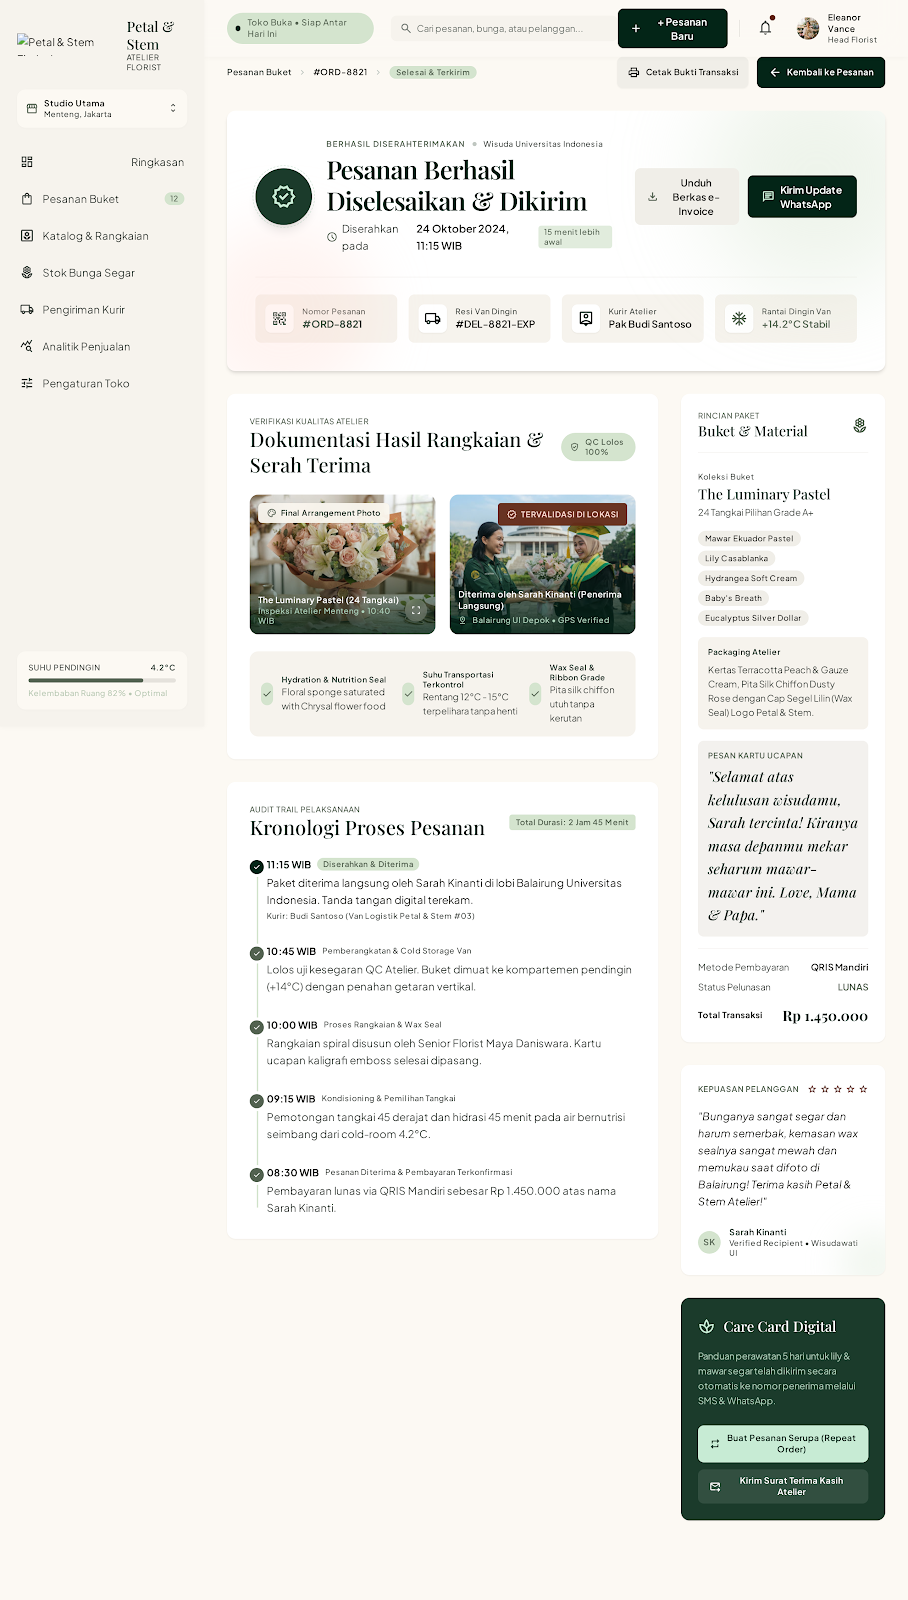 Petal & Stem
Petal &
Stem
ATELIER
FLORIST
Studio Utama
Menteng, Jakarta
Ringkasan
Pesanan Buket
12
Katalog & Rangkaian
Stok Bunga Segar
Pengiriman Kurir
Analitik Penjualan
Pengaturan Toko
SUHU PENDINGIN
4.2°C
Kelembaban Ruang 82% • Optimal
Toko Buka • Siap Antar
Hari Ini
Cari pesanan, bunga, atau pelanggan...
+ Pesanan
Baru
Eleanor
Vance
Head Florist
Pesanan Buket
#ORD-8821
Selesai & Terkirim
Cetak Bukti Transaksi
Kembali ke Pesanan
BERHASIL DISERAHTERIMAKAN
Wisuda Universitas Indonesia
Pesanan Berhasil
Diselesaikan & Dikirim
Diserahkan
pada
24 Oktober 2024,
11:15 WIB
15 menit lebih
awal
Unduh
Berkas e-
Invoice
Kirim Update
WhatsApp
Nomor Pesanan
#ORD-8821
Resi Van Dingin
#DEL-8821-EXP
Kurir Atelier
Pak Budi Santoso
Rantai Dingin Van
+14.2°C Stabil
VERIFIKASI KUALITAS ATELIER
Dokumentasi Hasil Rangkaian &
Serah Terima
QC Lolos
100%
Final Arrangement Photo
The Luminary Pastel (24 Tangkai)
Inspeksi Atelier Menteng • 10:40
WIB
TERVALIDASI DI LOKASI
Diterima oleh Sarah Kinanti (Penerima
Langsung)
Balairung UI Depok • GPS Verified
Hydration & Nutrition Seal
Floral sponge saturated
with Chrysal flower food
Suhu Transportasi
Terkontrol
Rentang 12°C - 15°C
terpelihara tanpa henti
Wax Seal &
Ribbon Grade
Pita silk chiffon
utuh tanpa
kerutan
AUDIT TRAIL PELAKSANAAN
Kronologi Proses Pesanan
Total Durasi: 2 Jam 45 Menit
11:15 WIB
Diserahkan & Diterima
Paket diterima langsung oleh Sarah Kinanti di lobi Balairung Universitas
Indonesia. Tanda tangan digital terekam.
Kurir: Budi Santoso (Van Logistik Petal & Stem #03)
10:45 WIB
Pemberangkatan & Cold Storage Van
Lolos uji kesegaran QC Atelier. Buket dimuat ke kompartemen pendingin
(+14°C) dengan penahan getaran vertikal.
10:00 WIB
Proses Rangkaian & Wax Seal
Rangkaian spiral disusun oleh Senior Florist Maya Daniswara. Kartu
ucapan kaligrafi emboss selesai dipasang.
09:15 WIB
Kondisioning & Pemilihan Tangkai
Pemotongan tangkai 45 derajat dan hidrasi 45 menit pada air bernutrisi
seimbang dari cold-room 4.2°C.
08:30 WIB
Pesanan Diterima & Pembayaran Terkonfirmasi
Pembayaran lunas via QRIS Mandiri sebesar Rp 1.450.000 atas nama
Sarah Kinanti.
RINCIAN PAKET
Buket & Material
Koleksi Buket
The Luminary Pastel
24 Tangkai Pilihan Grade A+
Mawar Ekuador Pastel
Lily Casablanka
Hydrangea Soft Cream
Baby's Breath
Eucalyptus Silver Dollar
Packaging Atelier
Kertas Terracotta Peach & Gauze
Cream, Pita Silk Chiffon Dusty
Rose dengan Cap Segel Lilin (Wax
Seal) Logo Petal & Stem.
PESAN KARTU UCAPAN
"Selamat atas
kelulusan wisudamu,
Sarah tercinta! Kiranya
masa depanmu mekar
seharum mawar-
mawar ini. Love, Mama
& Papa."
Metode Pembayaran
QRIS Mandiri
Status Pelunasan
LUNAS
Total Transaksi
Rp 1.450.000
KEPUASAN PELANGGAN
"Bunganya sangat segar dan
harum semerbak, kemasan wax
sealnya sangat mewah dan
memukau saat difoto di
Balairung! Terima kasih Petal &
Stem Atelier!"
SK
Sarah Kinanti
Verified Recipient • Wisudawati
UI
Care Card Digital
Panduan perawatan 5 hari untuk lily &
mawar segar telah dikirim secara
otomatis ke nomor penerima melalui
SMS & WhatsApp.
Buat Pesanan Serupa (Repeat
Order)
Kirim Surat Terima Kasih
Atelier